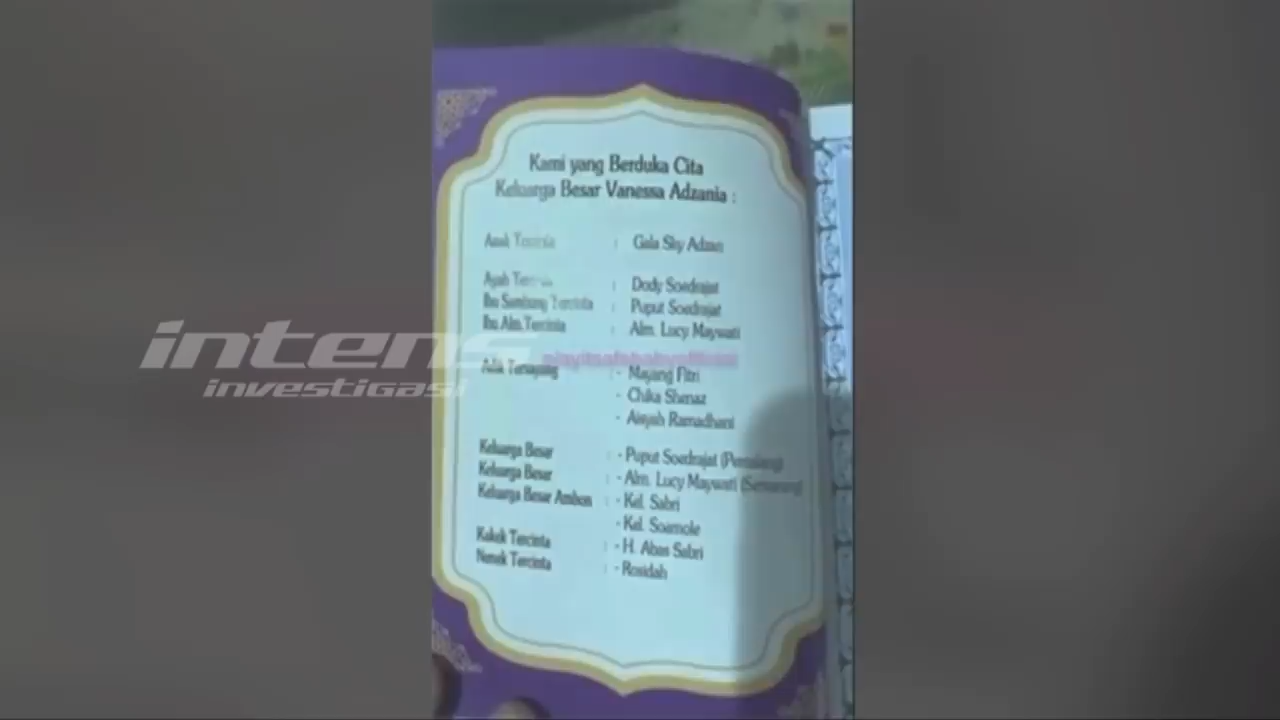 Kami yang Berduka Cita
Keluarga Besar Vanessa Adzania :
Anak Tercinta : Gala Sky Adzan
Ayah Tercinta : Dody Soedrajat
Ibu Sambung Tercinta : Puput Soedrajat
Ibu Alm. Tercinta : Alm. Lucy Maywati
Adik Tersayang : - Mayang Fitri
- Chika Shenaz
- Aisyah Ramadhani
Keluarga Besar : - Puput Soedrajat (Pemalang)
Keluarga Besar : - Alm. Lucy Maywati (Semarang)
Keluarga Besar Ambon : - Kel. Sabri
- Kel. Soamole
Kakek Tercinta : - H. Abas Sabri
Nenek Tercinta : - Rosidah
intens
investigasi